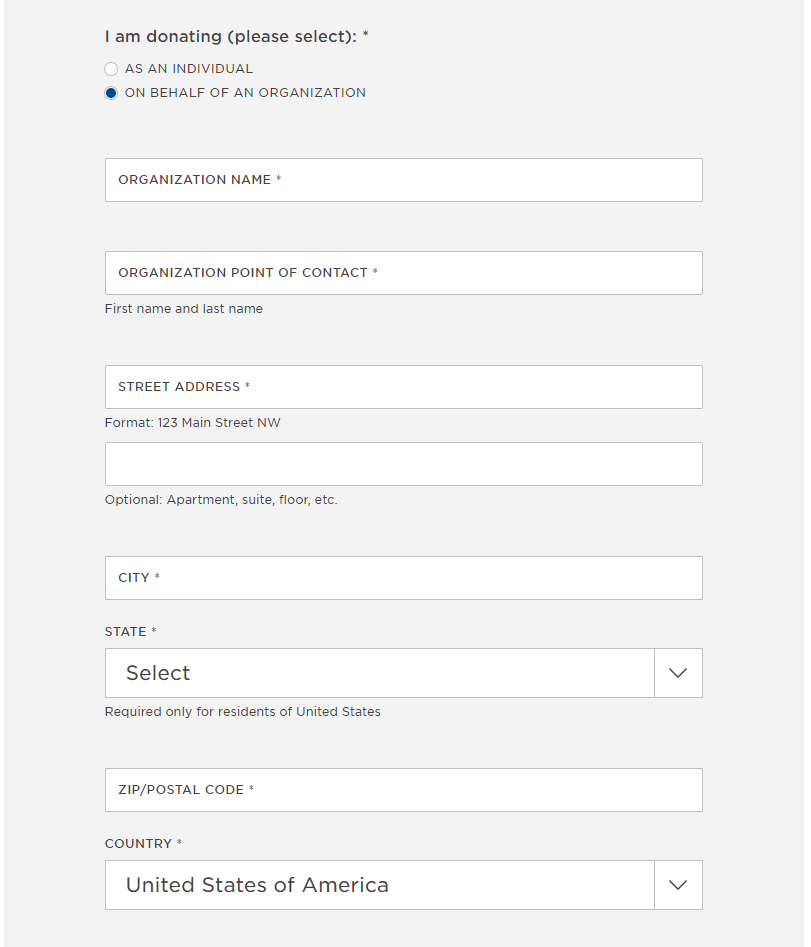 I am donating (please select): *
AS AN INDIVIDUAL
ON BEHALF OF AN ORGANIZATION
ORGANIZATION NAME *
ORGANIZATION POINT OF CONTACT *
First name and last name
STREET ADDRESS *
Format: 123 Main Street NW
Optional: Apartment, suite, floor, etc.
CITY *
STATE *
Select
Required only for residents of United States
ZIP/POSTAL CODE *
COUNTRY *
United States of America